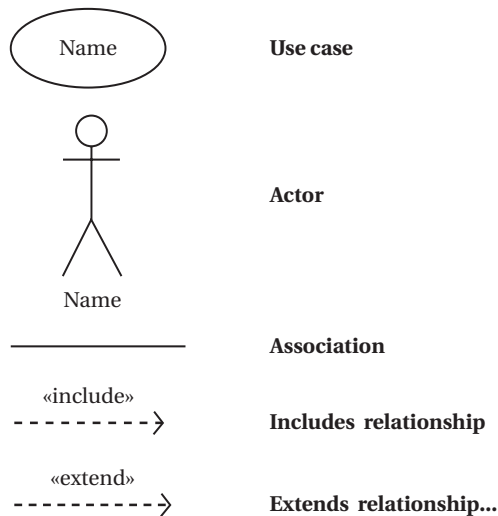 Name
Use case
Actor
Name
Association
«include»
Includes relationship
«extend»
Extends relationship...